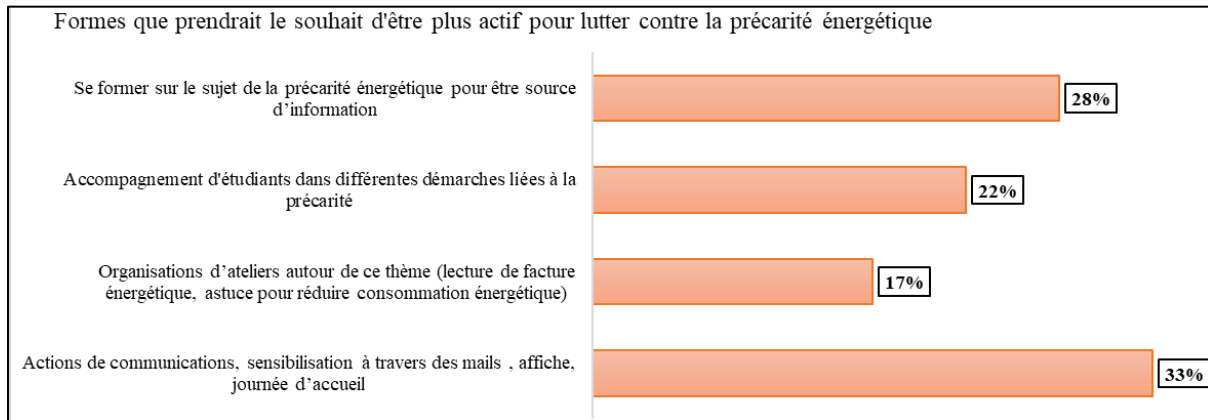 Formes que prendrait le souhait d'être plus actif pour lutter contre la précarité énergétique
Se former sur le sujet de la précarité énergétique pour être source
d’information
28%
Accompagnement d'étudiants dans différentes démarches liées à la
précarité
22%
Organisations d’ateliers autour de ce thème (lecture de facture
énergétique, astuce pour réduire consommation énergétique)
17%
Actions de communications, sensibilisation à travers des mails , affiche,
journée d’accueil
33%